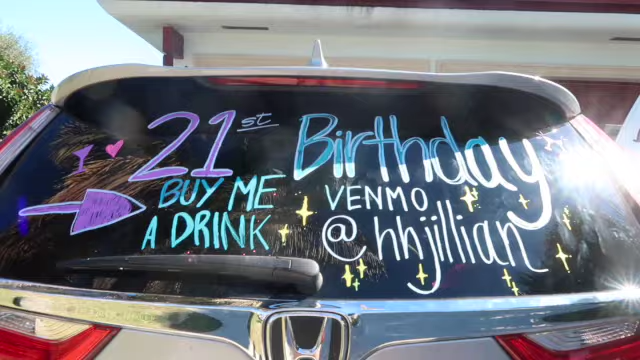 21st Birthday
BUY ME
A DRINK
VENMO
@hhjillian